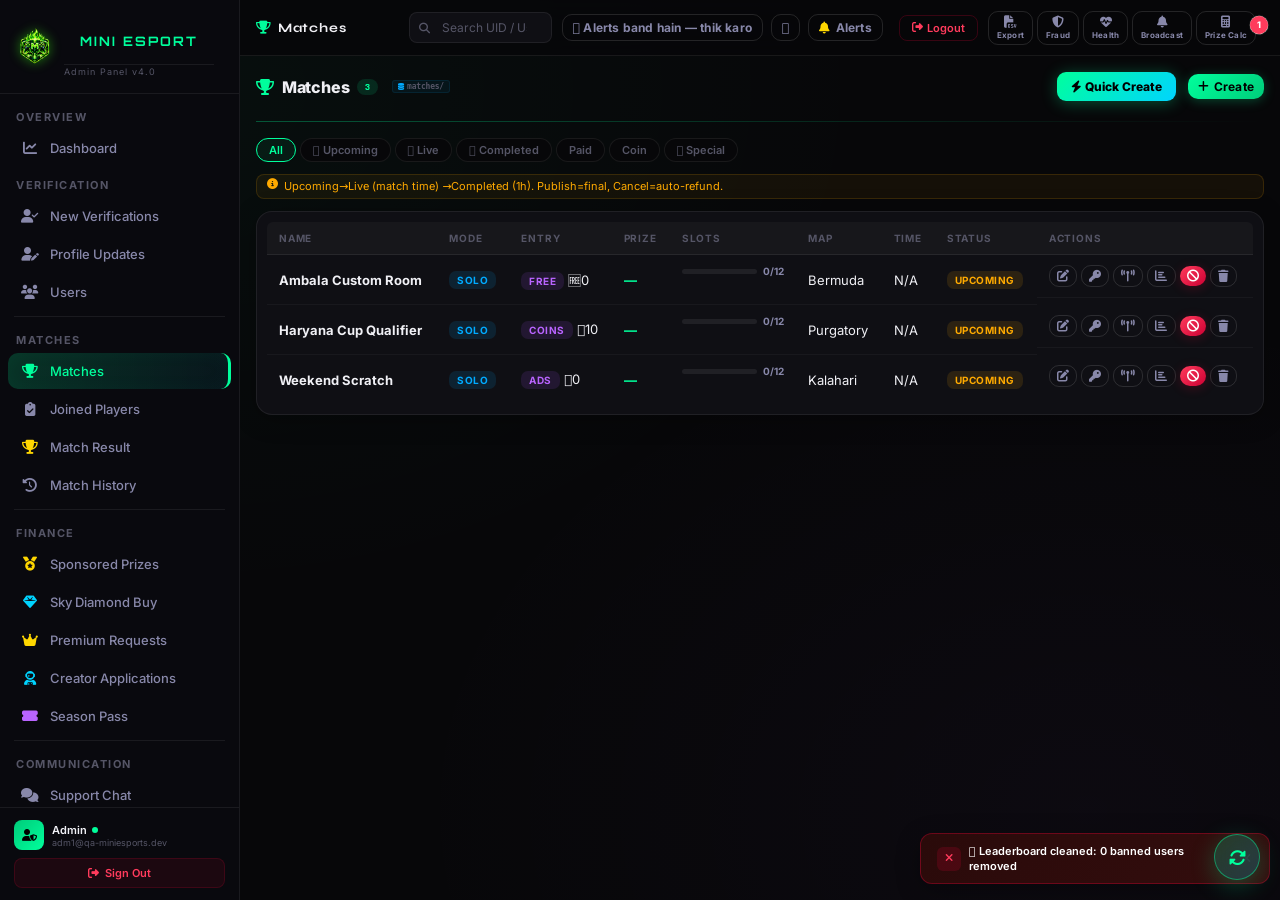 MINI ESPORT
Admin Panel v4.0
OVERVIEW
Dashboard
VERIFICATION
New Verifications
Profile Updates
Users
MATCHES
Matches
Joined Players
Match Result
Match History
FINANCE
Sponsored Prizes
Sky Diamond Buy
Premium Requests
Creator Applications
Season Pass
COMMUNICATION
Support Chat
Admin
adm1@qa-miniesports.dev
Sign Out
Matches
Search UID / U
Alerts band hain — thik karo
Alerts
Logout
Export
Fraud
Health
Broadcast
Prize Calc
1
Matches 3 matches/
Quick Create
+ Create
All Upcoming Live Completed Paid Coin Special
Upcoming→Live (match time) →Completed (1h). Publish=final, Cancel=auto-refund.
NAME MODE ENTRY PRIZE SLOTS MAP TIME STATUS ACTIONS
Ambala Custom Room SOLO FREE 🆓0 — 0/12 Bermuda N/A UPCOMING
Haryana Cup Qualifier SOLO COINS 10 — 0/12 Purgatory N/A UPCOMING
Weekend Scratch SOLO ADS 0 — 0/12 Kalahari N/A UPCOMING
Leaderboard cleaned: 0 banned users
removed